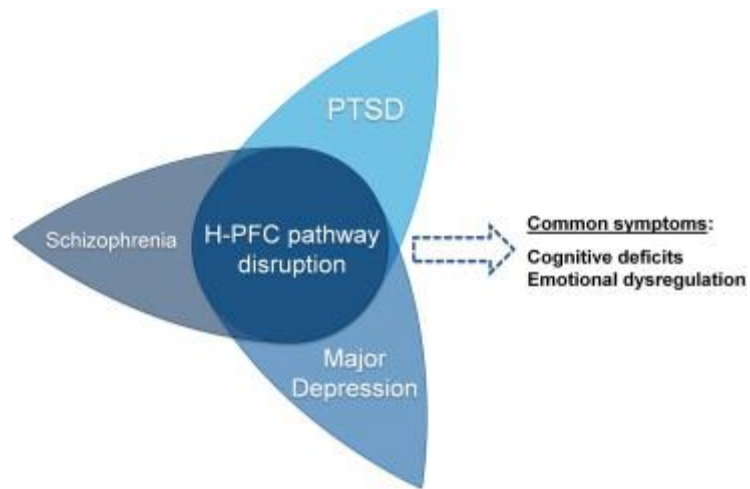 PTSD
Schizophrenia
H-PFC pathway
disruption
Major
Depression
Common symptoms:
Cognitive deficits
Emotional dysregulation